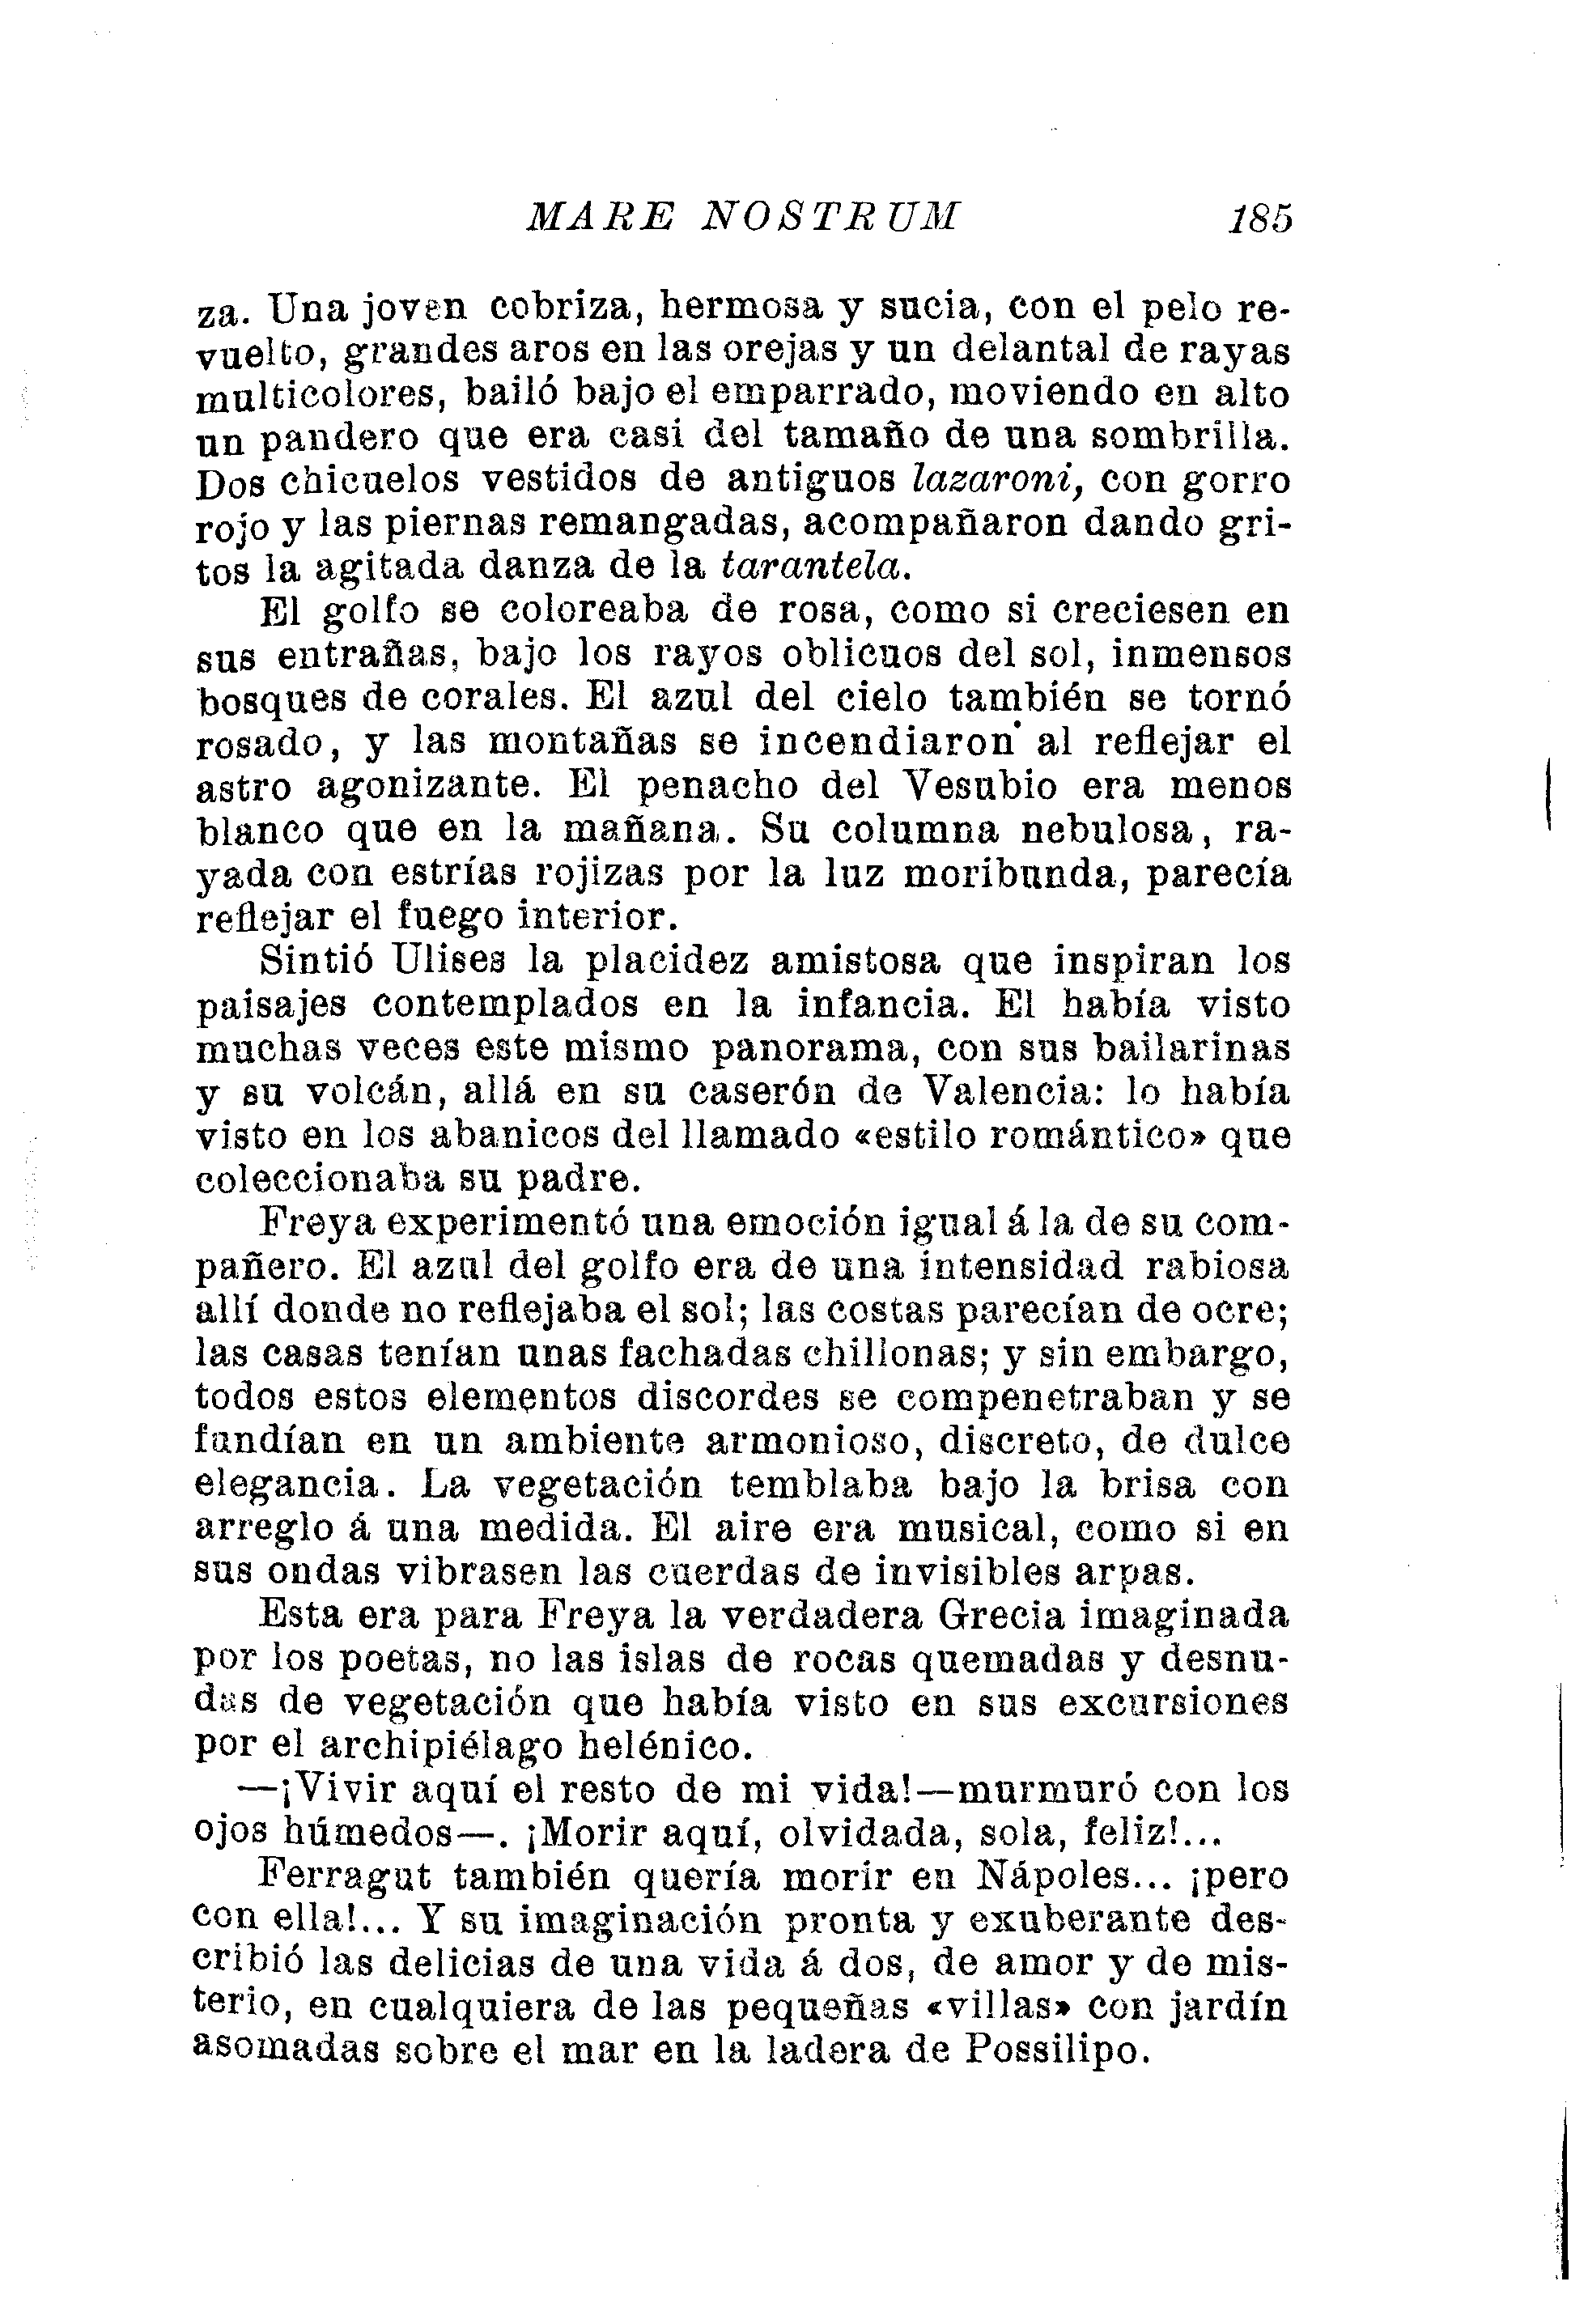 MARE NOSTRUM 185
za. Una joven cobriza, hermosa y sucia, con el pelo re-
vuelto, grandes aros en las orejas y un delantal de rayas
multicolores, bailó bajo el emparrado, moviendo en alto
un pandero que era casi del tamaño de una sombrilla.
Dos chicuelos vestidos de antiguos lazaroni, con gorro
rojo y las piernas remangadas, acompañaron dando gri-
tos la agitada danza de la tarantela.
El golfo se coloreaba de rosa, como si creciesen en
sus entrañas, bajo los rayos oblicuos del sol, inmensos
bosques de corales. El azul del cielo también se tornó
rosado, y las montañas se incendiaron al reflejar el
astro agonizante. El penacho del Vesubio era menos
blanco que en la mañana. Su columna nebulosa, ra-
yada con estrías rojizas por la luz moribunda, parecía
reflejar el fuego interior.
Sintió Ulises la placidez amistosa que inspiran los
paisajes contemplados en la infancia. El había visto
muchas veces este mismo panorama, con sus bailarinas
y su volcán, allá en su caserón de Valencia: lo había
visto en los abanicos del llamado «estilo romántico» que
coleccionaba su padre.
Freya experimentó una emoción igual á la de su com-
pañero. El azul del golfo era de una intensidad rabiosa
allí donde no reflejaba el sol; las costas parecían de ocre;
las casas tenían unas fachadas chillonas; y sin embargo,
todos estos elementos discordes se compenetraban y se
fundían en un ambiente armonioso, discreto, de dulce
elegancia. La vegetación temblaba bajo la brisa con
arreglo á una medida. El aire era musical, como si en
sus ondas vibrasen las cuerdas de invisibles arpas.
Esta era para Freya la verdadera Grecia imaginada
por los poetas, no las islas de rocas quemadas y desnu-
das de vegetación que había visto en sus excursiones
por el archipiélago helénico.
—¡Vivir aquí el resto de mi vida!—murmuró con los
ojos húmedos—. ¡Morir aquí, olvidada, sola, feliz!...
Ferragut también quería morir en Nápoles... ¡pero
con ella!... Y su imaginación pronta y exuberante des-
cribió las delicias de una vida á dos, de amor y de mis-
terio, en cualquiera de las pequeñas «villas» con jardín
asomadas sobre el mar en la ladera de Possilipo.